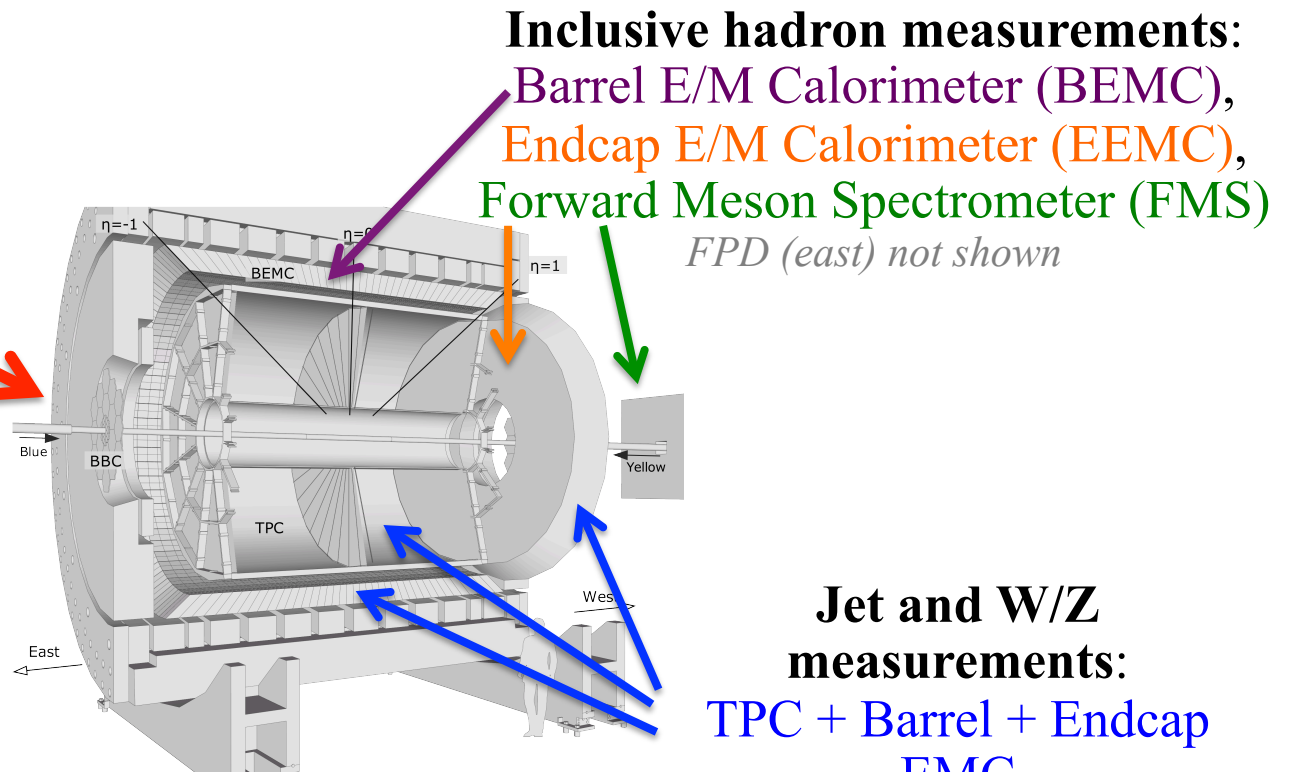 Inclusive hadron measurements:
Barrel E/M Calorimeter (BEMC),
Endcap E/M Calorimeter (EEMC),
Forward Meson Spectrometer (FMS)
FPD (east) not shown
η=-1
η=0
η=1
BEMC
Blue
BBC
Yellow
TPC
West
East
Jet and W/Z
measurements:
TPC + Barrel + Endcap
EMC